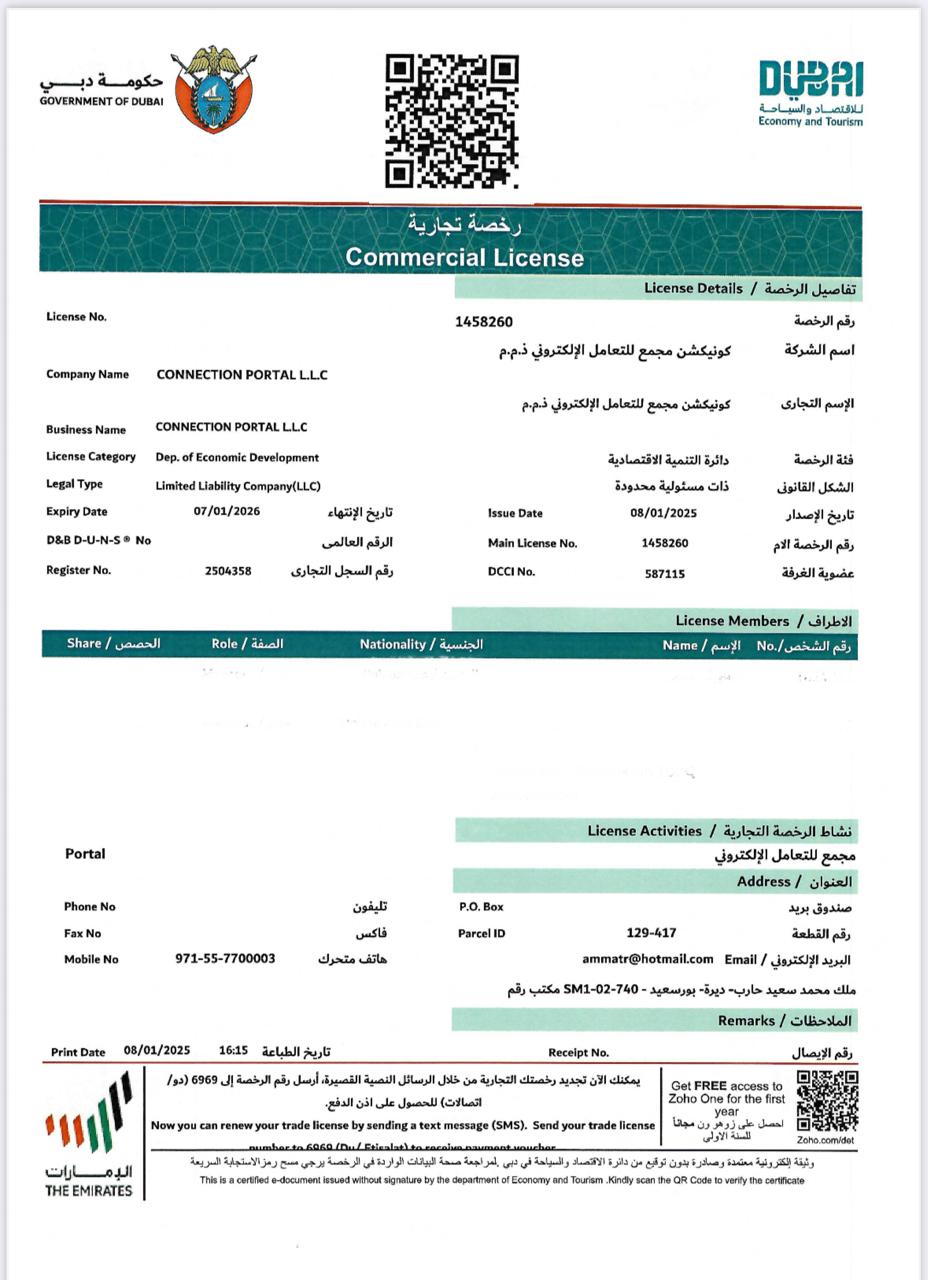 حكومة دبي
GOVERNMENT OF DUBAI
DUBAI
للاقتصاد والسياحة
Economy and Tourism
رخصة تجارية
Commercial License
License Details / تفاصيل الرخصة
License No. 1458260 رقم الرخصة
كونيكشن مجمع للتعامل الإلكتروني ذ.م.م اسم الشركة
Company Name CONNECTION PORTAL L.L.C
كونيكشن مجمع للتعامل الإلكتروني ذ.م.م الإسم التجارى
Business Name CONNECTION PORTAL L.L.C
License Category Dep. of Economic Development دائرة التنمية الاقتصادية فئة الرخصة
Legal Type Limited Liability Company(LLC) ذات مسئولية محدودة الشكل القانونى
Expiry Date 07/01/2026 تاريخ الإنتهاء Issue Date 08/01/2025 تاريخ الإصدار
D&B D-U-N-S ® No الرقم العالمى Main License No. 1458260 رقم الرخصة الام
Register No. 2504358 رقم السجل التجارى DCCI No. 587115 عضوية الغرفة
License Members / الاطراف
Share / الحصص Role / الصفة Nationality / الجنسية Name / الإسم No./رقم الشخص
License Activities / نشاط الرخصة التجارية
Portal مجمع للتعامل الإلكتروني
Address / العنوان
Phone No تليفون P.O. Box صندوق بريد
Fax No فاكس Parcel ID 129-417 رقم القطعة
Mobile No 971-55-7700003 هاتف متحرك ammatr@hotmail.com Email / البريد الإلكتروني
مكتب رقم SM1-02-740 - ملك محمد سعيد حارب- ديرة- بورسعيد
Remarks / الملاحظات
Print Date 08/01/2025 16:15 تاريخ الطباعة Receipt No. رقم الإيصال
يمكنك الآن تجديد رخصتك التجارية من خلال الرسائل النصية القصيرة، أرسل رقم الرخصة إلى 6969 (دو/
اتصالات) للحصول على اذن الدفع.
Now you can renew your trade license by sending a text message (SMS). Send your trade license
number to 6969 (Du/ Etisalat) to receive payment voucher.
Get FREE access to
Zoho One for the first
year
احصل على زوهو ون مجاناً
للسنة الاولى
Zoho.com/det
الإمارات
THE EMIRATES
وثيقة إلكترونية معتمدة وصادرة بدون توقيع من دائرة الاقتصاد والسياحة في دبي .لمراجعة صحة البيانات الواردة في الرخصة يرجي مسح رمز الاستجابة السريعة
This is a certified e-document issued without signature by the department of Economy and Tourism .Kindly scan the QR Code to verify the certificate